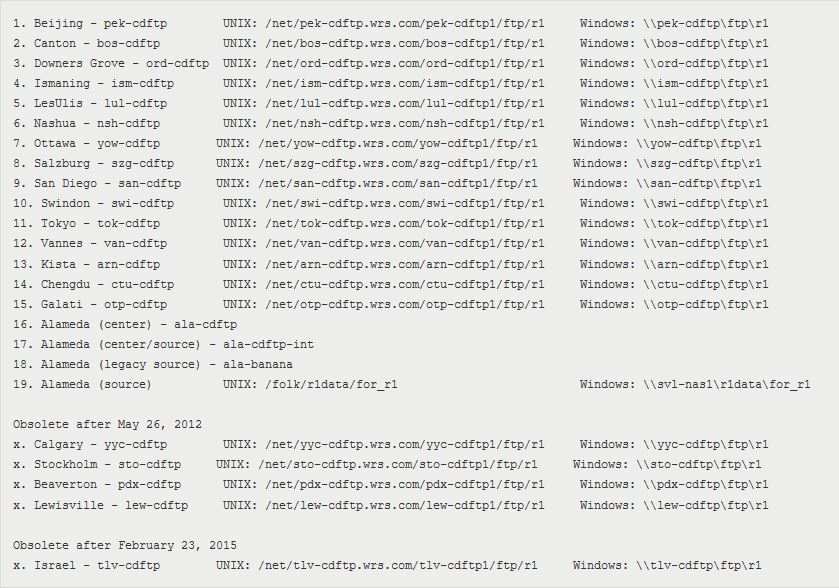 1. Beijing - pek-cdftp UNIX: /net/pek-cdftp.wrs.com/pek-cdftp1/ftp/r1 Windows: \\pek-cdftp\ftp\r1
2. Canton - bos-cdftp UNIX: /net/bos-cdftp.wrs.com/bos-cdftp1/ftp/r1 Windows: \\bos-cdftp\ftp\r1
3. Downers Grove - ord-cdftp UNIX: /net/ord-cdftp.wrs.com/ord-cdftp1/ftp/r1 Windows: \\ord-cdftp\ftp\r1
4. Ismaning - ism-cdftp UNIX: /net/ism-cdftp.wrs.com/ism-cdftp1/ftp/r1 Windows: \\ism-cdftp\ftp\r1
5. LesUlis - lul-cdftp UNIX: /net/lul-cdftp.wrs.com/lul-cdftp1/ftp/r1 Windows: \\lul-cdftp\ftp\r1
6. Nashua - nsh-cdftp UNIX: /net/nsh-cdftp.wrs.com/nsh-cdftp1/ftp/r1 Windows: \\nsh-cdftp\ftp\r1
7. Ottawa - yow-cdftp UNIX: /net/yow-cdftp.wrs.com/yow-cdftp1/ftp/r1 Windows: \\yow-cdftp\ftp\r1
8. Salzburg - szg-cdftp UNIX: /net/szg-cdftp.wrs.com/szg-cdftp1/ftp/r1 Windows: \\szg-cdftp\ftp\r1
9. San Diego - san-cdftp UNIX: /net/san-cdftp.wrs.com/san-cdftp1/ftp/r1 Windows: \\san-cdftp\ftp\r1
10. Swindon - swi-cdftp UNIX: /net/swi-cdftp.wrs.com/swi-cdftp1/ftp/r1 Windows: \\swi-cdftp\ftp\r1
11. Tokyo - tok-cdftp UNIX: /net/tok-cdftp.wrs.com/tok-cdftp1/ftp/r1 Windows: \\tok-cdftp\ftp\r1
12. Vannes - van-cdftp UNIX: /net/van-cdftp.wrs.com/van-cdftp1/ftp/r1 Windows: \\van-cdftp\ftp\r1
13. Kista - arn-cdftp UNIX: /net/arn-cdftp.wrs.com/arn-cdftp1/ftp/r1 Windows: \\arn-cdftp\ftp\r1
14. Chengdu - ctu-cdftp UNIX: /net/ctu-cdftp.wrs.com/ctu-cdftp1/ftp/r1 Windows: \\ctu-cdftp\ftp\r1
15. Galati - otp-cdftp UNIX: /net/otp-cdftp.wrs.com/otp-cdftp1/ftp/r1 Windows: \\otp-cdftp\ftp\r1
16. Alameda (center) - ala-cdftp
17. Alameda (center/source) - ala-cdftp-int
18. Alameda (legacy source) - ala-banana
19. Alameda (source) UNIX: /folk/r1data/for_r1 Windows: \\svl-nas1\r1data\for_r1
Obsolete after May 26, 2012
x. Calgary - yyc-cdftp UNIX: /net/yyc-cdftp.wrs.com/yyc-cdftp1/ftp/r1 Windows: \\yyc-cdftp\ftp\r1
x. Stockholm - sto-cdftp UNIX: /net/sto-cdftp.wrs.com/sto-cdftp1/ftp/r1 Windows: \\sto-cdftp\ftp\r1
x. Beaverton - pdx-cdftp UNIX: /net/pdx-cdftp.wrs.com/pdx-cdftp1/ftp/r1 Windows: \\pdx-cdftp\ftp\r1
x. Lewisville - lew-cdftp UNIX: /net/lew-cdftp.wrs.com/lew-cdftp1/ftp/r1 Windows: \\lew-cdftp\ftp\r1
Obsolete after February 23, 2015
x. Israel - tlv-cdftp UNIX: /net/tlv-cdftp.wrs.com/tlv-cdftp1/ftp/r1 Windows: \\tlv-cdftp\ftp\r1